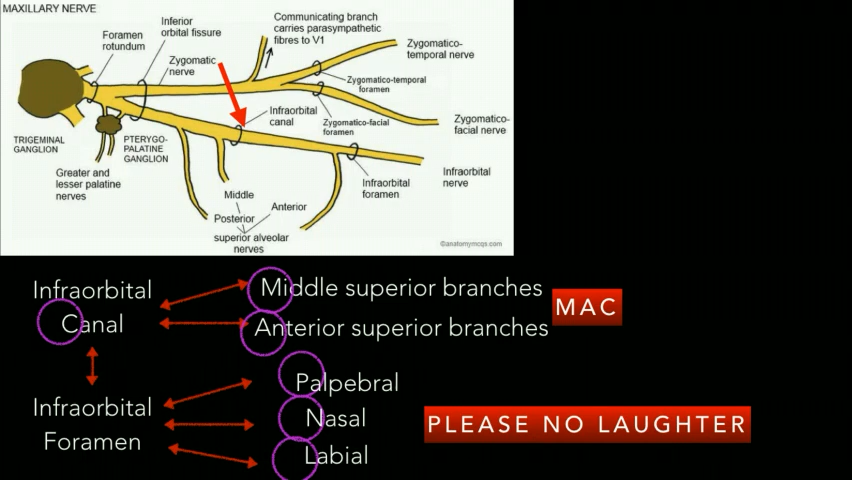 MAXILLARY NERVE
Foramen
rotundum
Inferior
orbital fissure
Zygomatic
nerve
Communicating branch
carries parasympathetic
fibres to V1
Zygomatico-
temporal nerve
Zygomatico-temporal
foramen
Infraorbital
canal
Zygomatico-facial
foramen
Zygomatico-
facial nerve
TRIGEMINAL
GANGLION
PTERYGO-
PALATINE
GANGLION
Greater and
lesser palatine
nerves
Infraorbital
nerve
Infraorbital
foramen
Middle
Anterior
Posterior
superior alveolar
nerves
©anatomymcqs.com
Infraorbital
Canal
Middle superior branches
Anterior superior branches
MAC
Infraorbital
Foramen
Palpebral
Nasal
Labial
PLEASE NO LAUGHTER